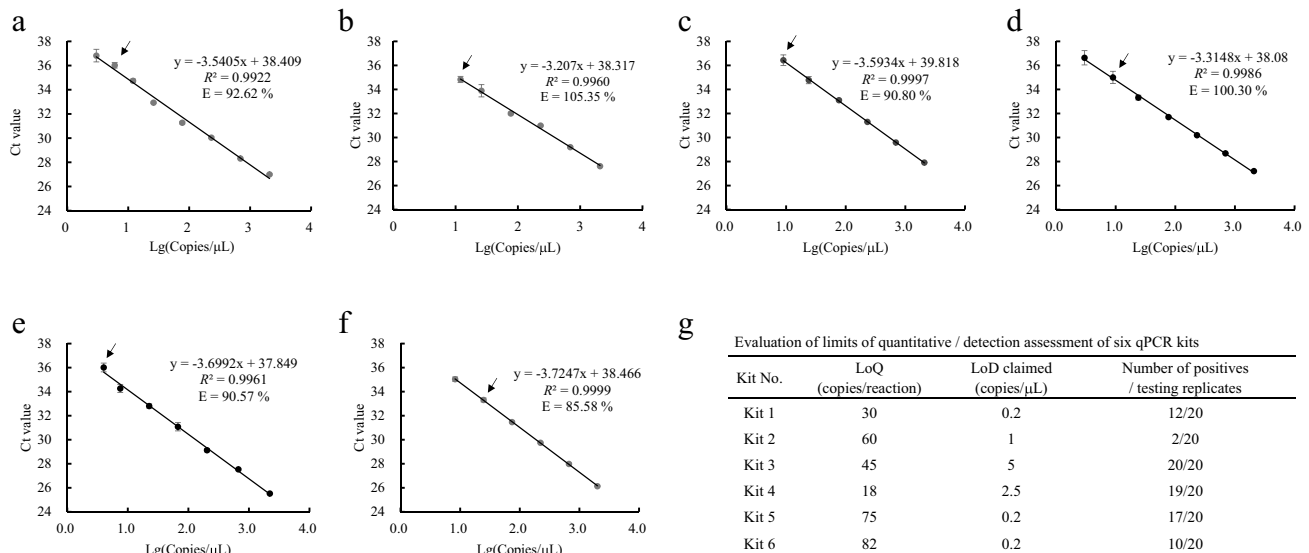 a
38
36
34
32
30
28
26
24
0
1
2
3
4
Ct value
Lg(Copies/μL)
y = -3.5405x + 38.409
R² = 0.9922
E = 92.62 %
b
38
36
34
32
30
28
26
24
0
1
2
3
4
Ct value
Lg(Copies/μL)
y = -3.207x + 38.317
R² = 0.9960
E = 105.35 %
c
38
36
34
32
30
28
26
24
0.0
1.0
2.0
3.0
4.0
Ct value
Lg(Copies/μL)
y = -3.5934x + 39.818
R² = 0.9997
E = 90.80 %
d
38
36
34
32
30
28
26
24
0.0
1.0
2.0
3.0
4.0
Ct value
Lg(Copies/μL)
y = -3.3148x + 38.08
R² = 0.9986
E = 100.30 %
e
38
36
34
32
30
28
26
24
0.0
1.0
2.0
3.0
4.0
Ct value
Lg(Copies/μL)
y = -3.6992x + 37.849
R² = 0.9961
E = 90.57 %
f
38
36
34
32
30
28
26
24
0.0
1.0
2.0
3.0
4.0
Ct value
Lg(Copies/μL)
y = -3.7247x + 38.466
R² = 0.9999
E = 85.58 %
g
Evaluation of limits of quantitative / detection assessment of six qPCR kits
Kit No. LoQ (copies/reaction) LoD claimed (copies/μL) Number of positives / testing replicates
Kit 1 30 0.2 12/20
Kit 2 60 1 2/20
Kit 3 45 5 20/20
Kit 4 18 2.5 19/20
Kit 5 75 0.2 17/20
Kit 6 82 0.2 10/20